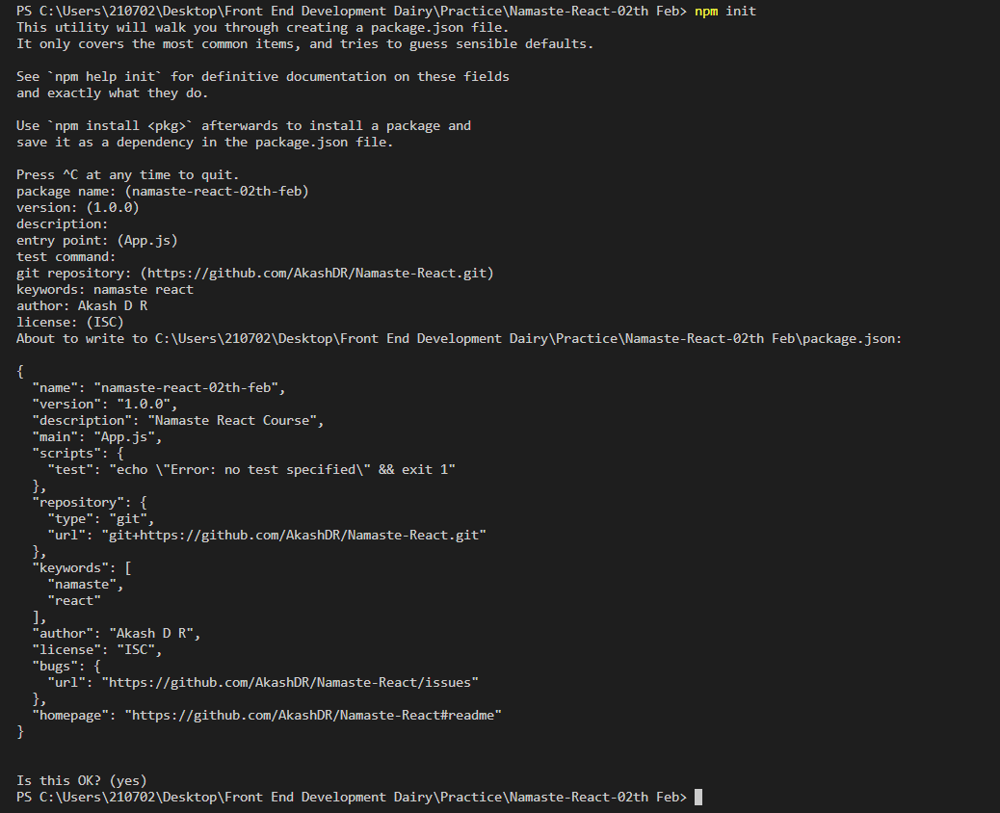 PS C:\Users\210702\Desktop\Front End Development Dairy\Practice\Namaste-React-02th Feb> npm init
This utility will walk you through creating a package.json file.
It only covers the most common items, and tries to guess sensible defaults.

See `npm help init` for definitive documentation on these fields
and exactly what they do.

Use `npm install <pkg>` afterwards to install a package and
save it as a dependency in the package.json file.

Press ^C at any time to quit.
package name: (namaste-react-02th-feb)
version: (1.0.0)
description:
entry point: (App.js)
test command:
git repository: (https://github.com/AkashDR/Namaste-React.git)
keywords: namaste react
author: Akash D R
license: (ISC)
About to write to C:\Users\210702\Desktop\Front End Development Dairy\Practice\Namaste-React-02th Feb\package.json:

{
  "name": "namaste-react-02th-feb",
  "version": "1.0.0",
  "description": "Namaste React Course",
  "main": "App.js",
  "scripts": {
    "test": "echo \"Error: no test specified\" && exit 1"
  },
  "repository": {
    "type": "git",
    "url": "git+https://github.com/AkashDR/Namaste-React.git"
  },
  "keywords": [
    "namaste",
    "react"
  ],
  "author": "Akash D R",
  "license": "ISC",
  "bugs": {
    "url": "https://github.com/AkashDR/Namaste-React/issues"
  },
  "homepage": "https://github.com/AkashDR/Namaste-React#readme"
}

Is this OK? (yes)
PS C:\Users\210702\Desktop\Front End Development Dairy\Practice\Namaste-React-02th Feb>